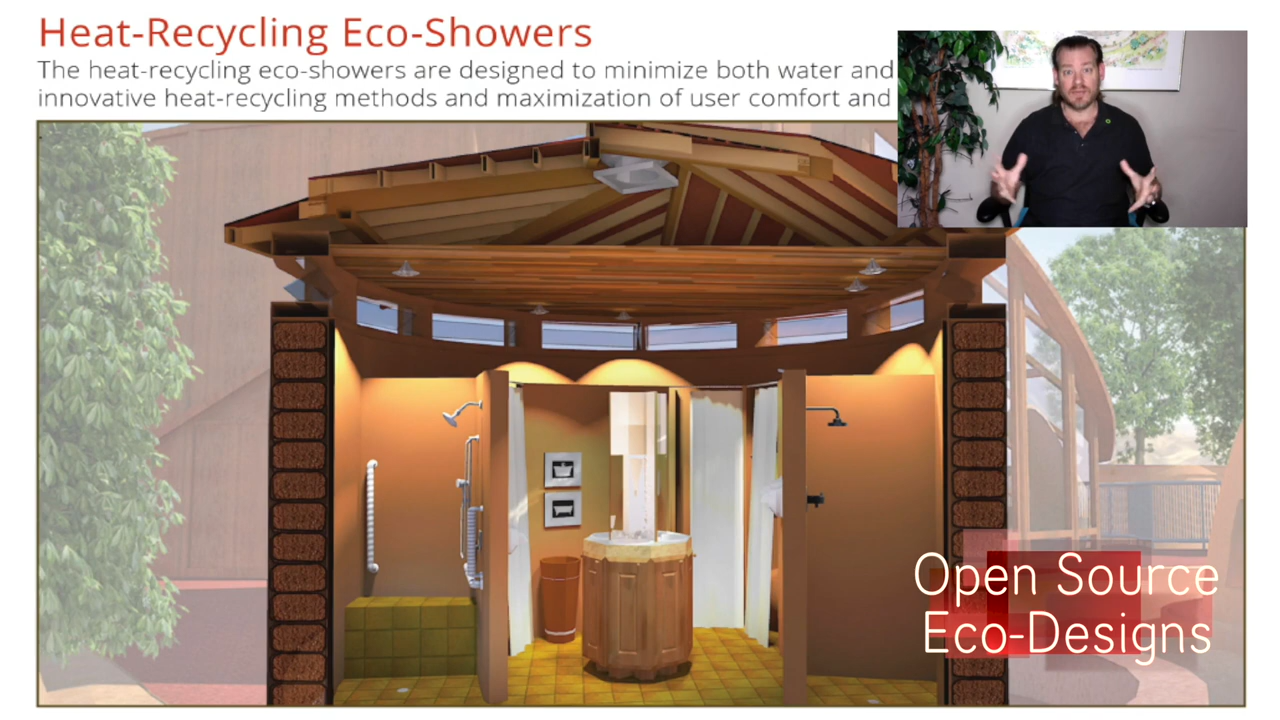 Heat-Recycling Eco-Showers
The heat-recycling eco-showers are designed to minimize both water and
innovative heat-recycling methods and maximization of user comfort and
Open Source
Eco-Designs